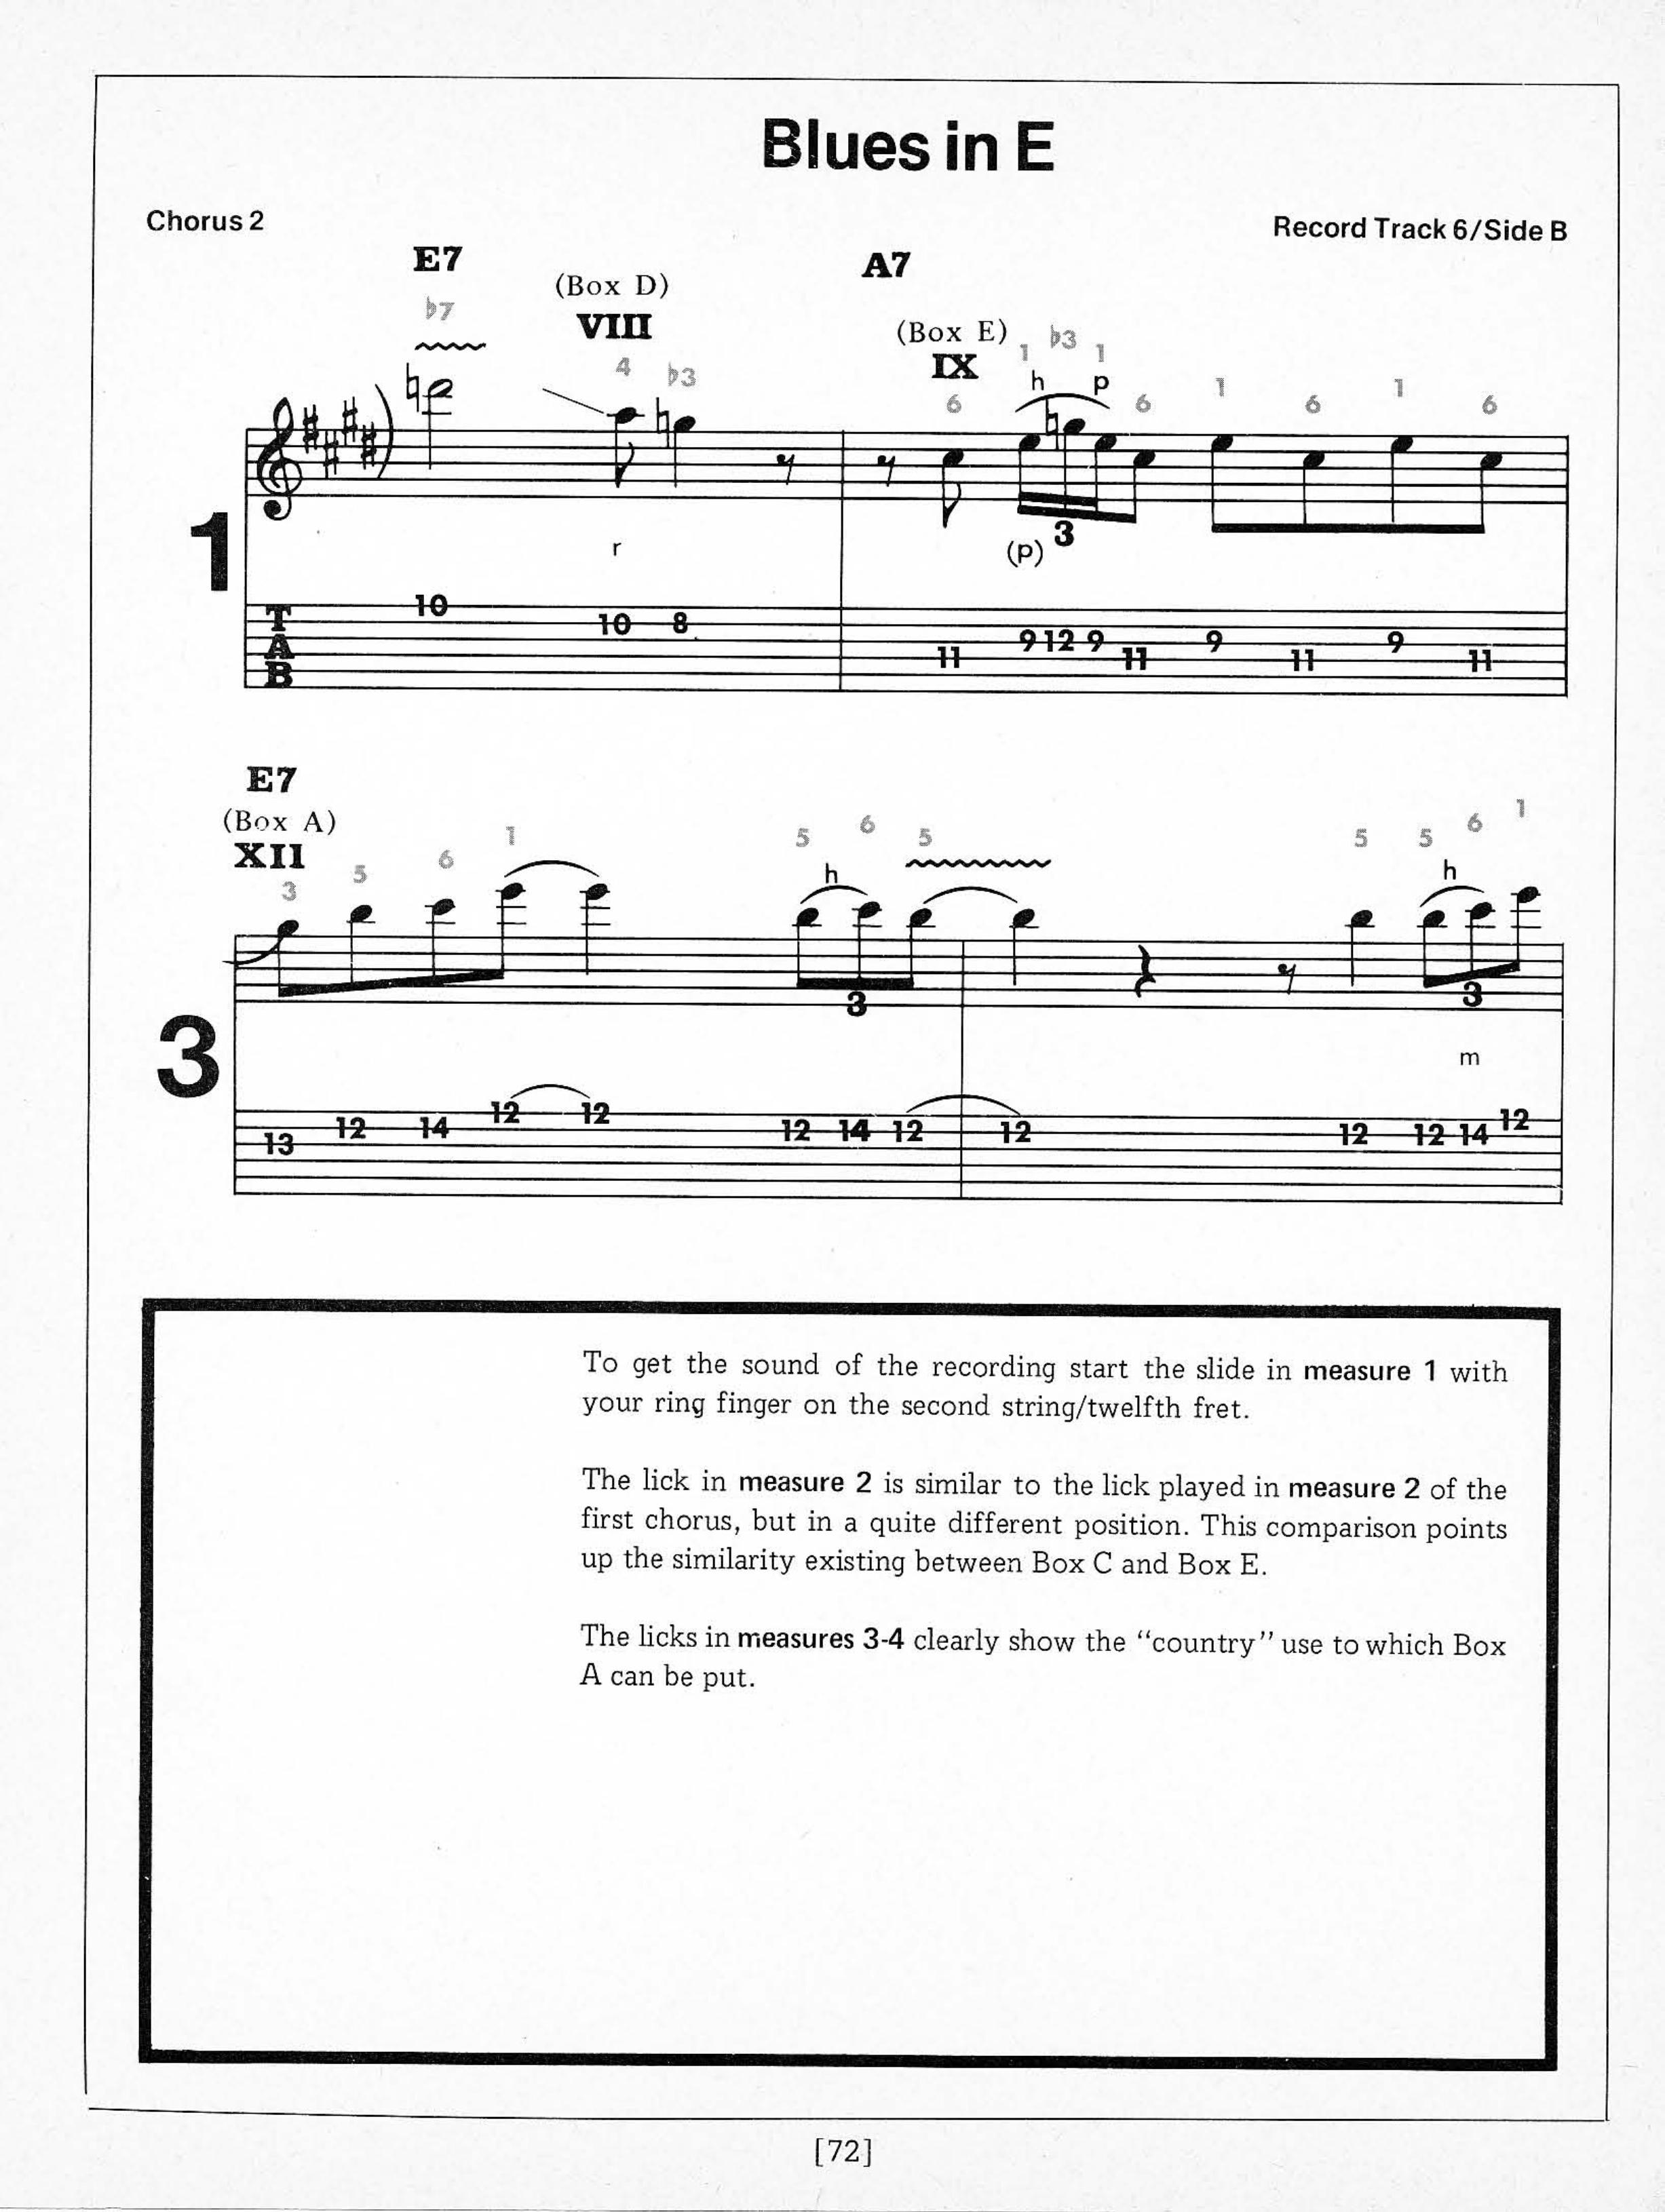 Blues in E
Chorus 2
Record Track 6/Side B
E7
A7
♭7
(Box D)
VIII
4 ♭3
(Box E)
IX
6 1 ♭3 1 6 1 6 1 6
h p
1
r
(p) 3
T
A
B
10 10 8 11 9 12 9 11 9 11 9 11
E7
(Box A)
XII
3 5 6 1 5 6 5 5 5 6 1
h h
3 3
3
m
13 12 14 12 12 12 14 12 12 12 12 14 12
To get the sound of the recording start the slide in measure 1 with
your ring finger on the second string/twelfth fret.
The lick in measure 2 is similar to the lick played in measure 2 of the
first chorus, but in a quite different position. This comparison points
up the similarity existing between Box C and Box E.
The licks in measures 3-4 clearly show the “country” use to which Box
A can be put.
[72]